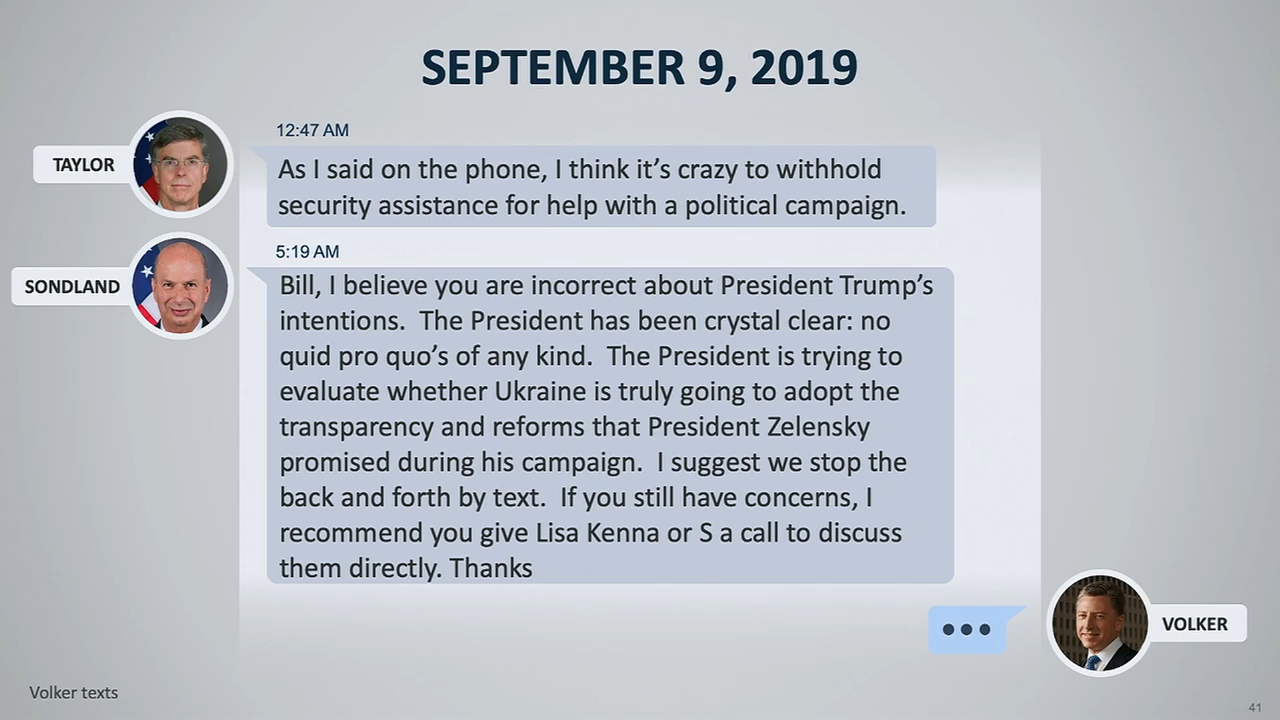 SEPTEMBER 9, 2019
12:47 AM
TAYLOR
As I said on the phone, I think it’s crazy to withhold
security assistance for help with a political campaign.
5:19 AM
SONDLAND
Bill, I believe you are incorrect about President Trump’s
intentions.  The President has been crystal clear: no
quid pro quo’s of any kind.  The President is trying to
evaluate whether Ukraine is truly going to adopt the
transparency and reforms that President Zelensky
promised during his campaign.  I suggest we stop the
back and forth by text.  If you still have concerns, I
recommend you give Lisa Kenna or S a call to discuss
them directly. Thanks
VOLKER
Volker texts
41